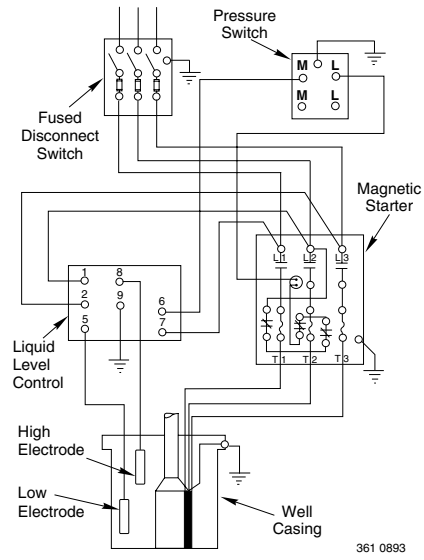 Pressure
Switch
M L
M L
Fused
Disconnect
Switch
Magnetic
Starter
L1 L2 L3
1 8
2 9
6
5 7
Liquid
Level
Control
T1 T2 T3
High
Electrode
Low
Electrode
Well
Casing
361 0893